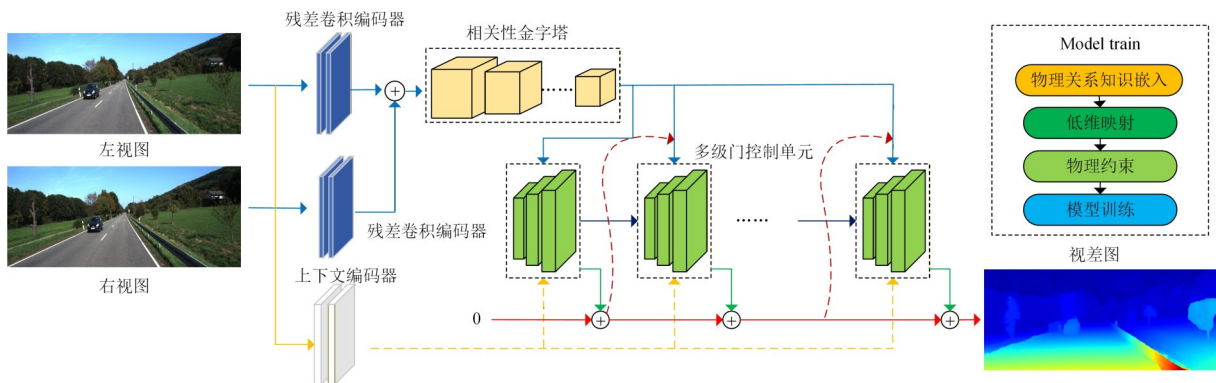 残差卷积编码器
相关性金字塔
左视图
右视图
残差卷积编码器
上下文编码器
多级门控制单元
0
Model train
物理关系知识嵌入
低维映射
物理约束
模型训练
视差图